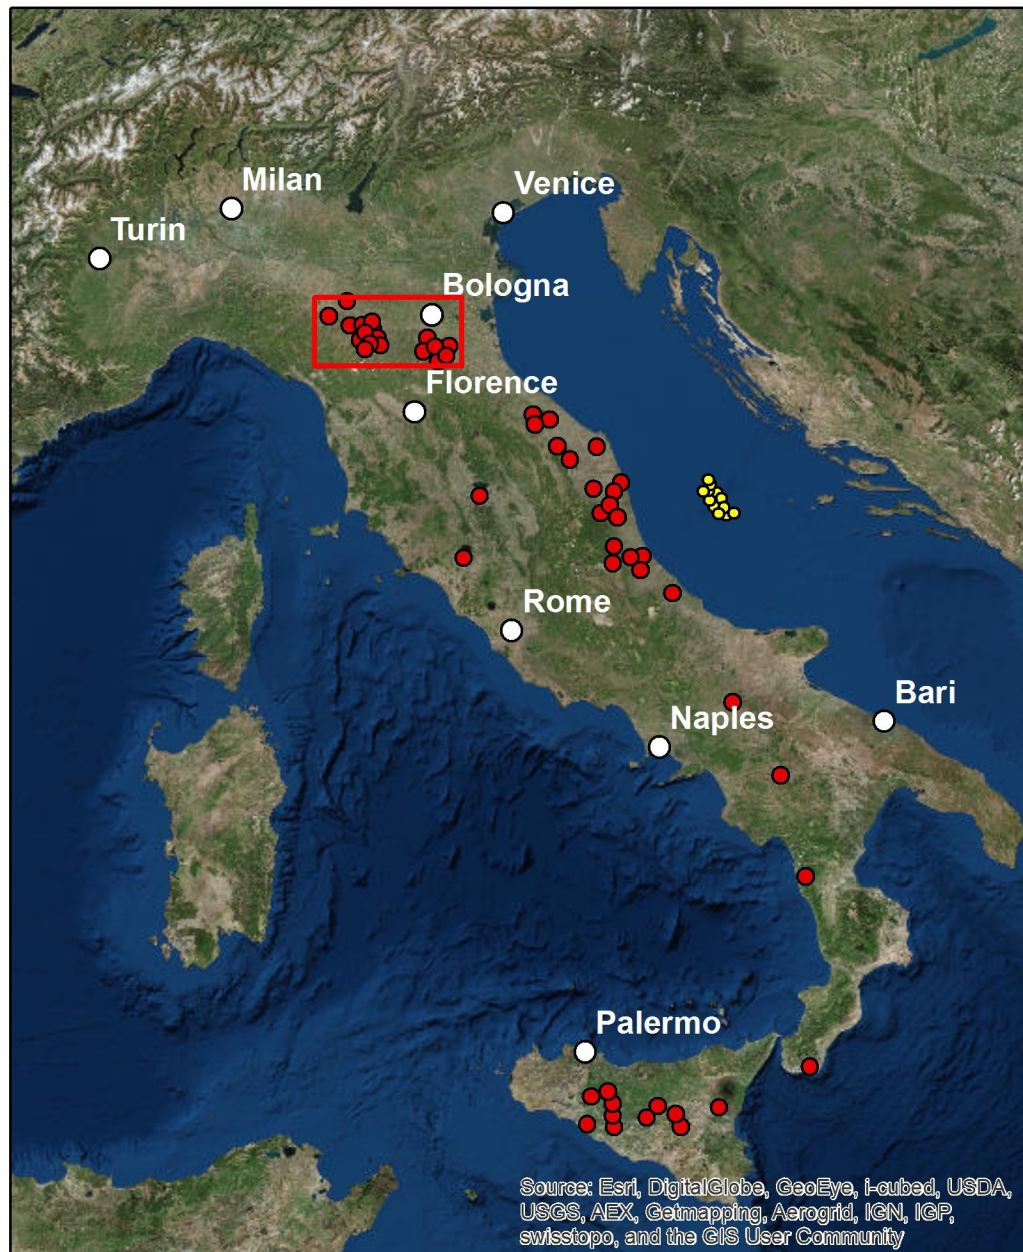 Milan
Venice
Turin
Bologna
Florence
Rome
Bari
Naples
Palermo
Source: Esri, DigitalGlobe, GeoEye, i-cubed, USDA,
USGS, AEX, Getmapping, Aerogrid, IGN, IGP,
swisstopo, and the GIS User Community